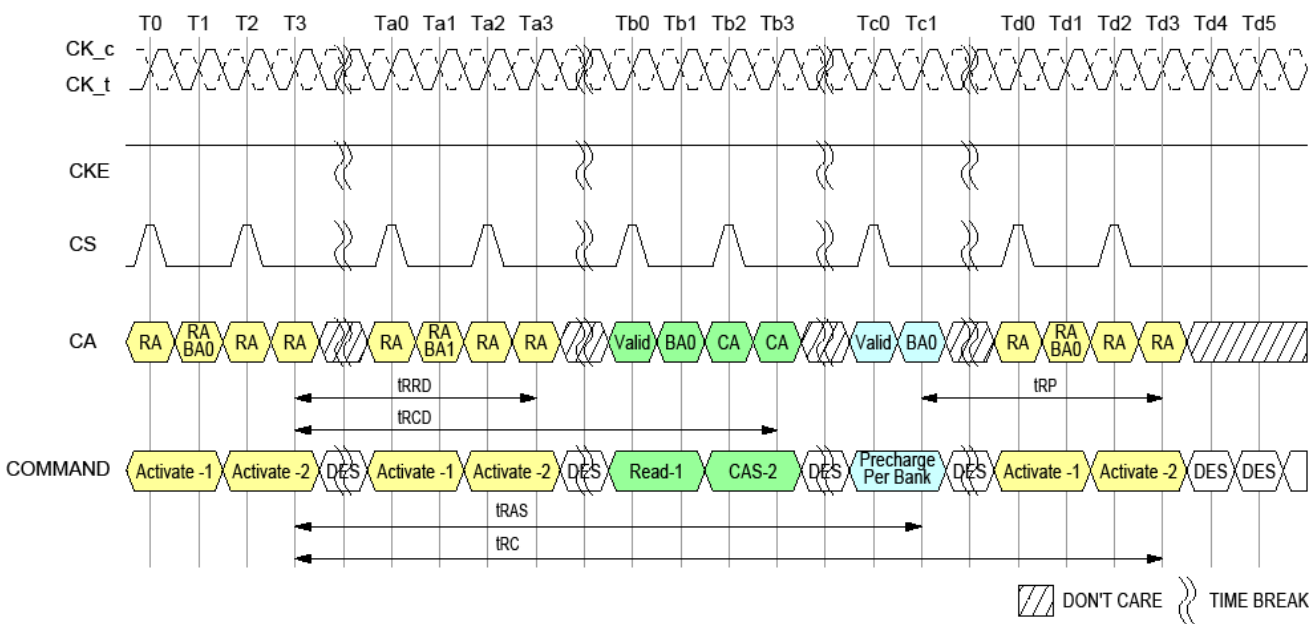 T0 T1 T2 T3 Ta0 Ta1 Ta2 Ta3 Tb0 Tb1 Tb2 Tb3 Tc0 Tc1 Td0 Td1 Td2 Td3 Td4 Td5
CK_c
CK_t
CKE
CS
CA RA RA BA0 RA RA RA RA BA1 RA RA Valid BA0 CA CA Valid BA0 RA RA BA0 RA RA
tRRD tRP
tRCD
COMMAND Activate -1 Activate -2 DES Activate -1 Activate -2 DES Read-1 CAS-2 DES Precharge Per Bank DES Activate -1 Activate -2 DES DES
tRAS
tRC
DON'T CARE TIME BREAK